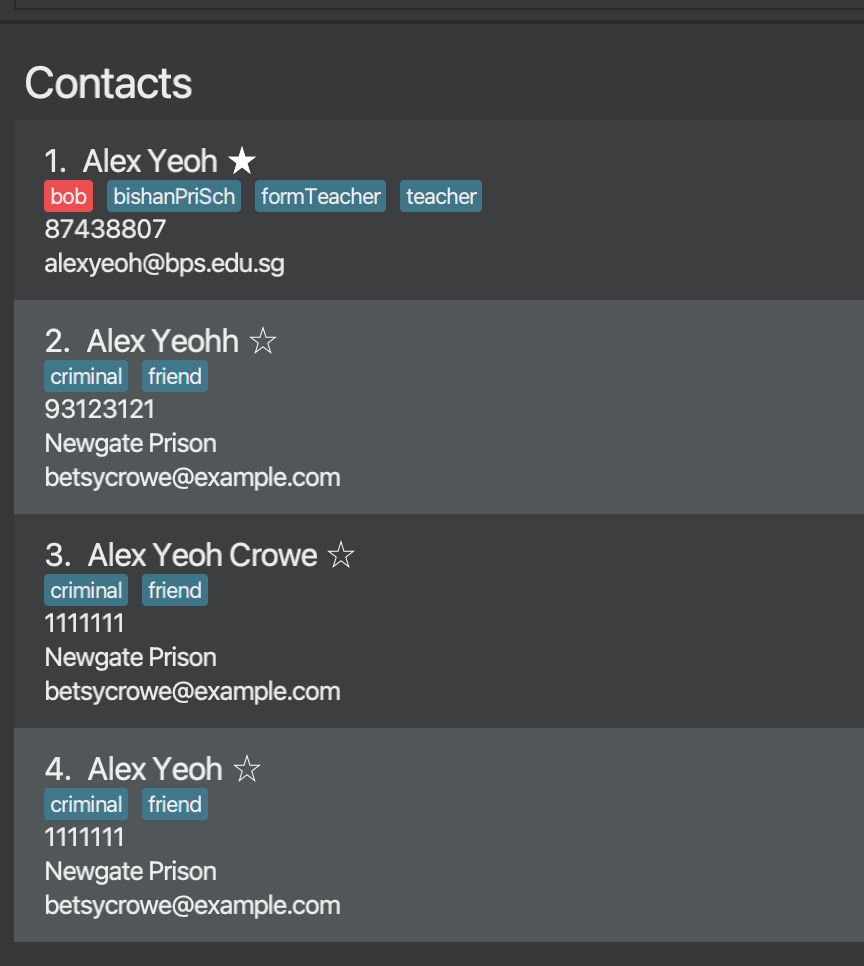 Contacts
1. Alex Yeoh ★
bob bishanPriSch formTeacher teacher
87438807
alexyeoh@bps.edu.sg
2. Alex Yeohh ☆
criminal friend
93123121
Newgate Prison
betsycrowe@example.com
3. Alex Yeoh Crowe ☆
criminal friend
1111111
Newgate Prison
betsycrowe@example.com
4. Alex Yeoh ☆
criminal friend
1111111
Newgate Prison
betsycrowe@example.com